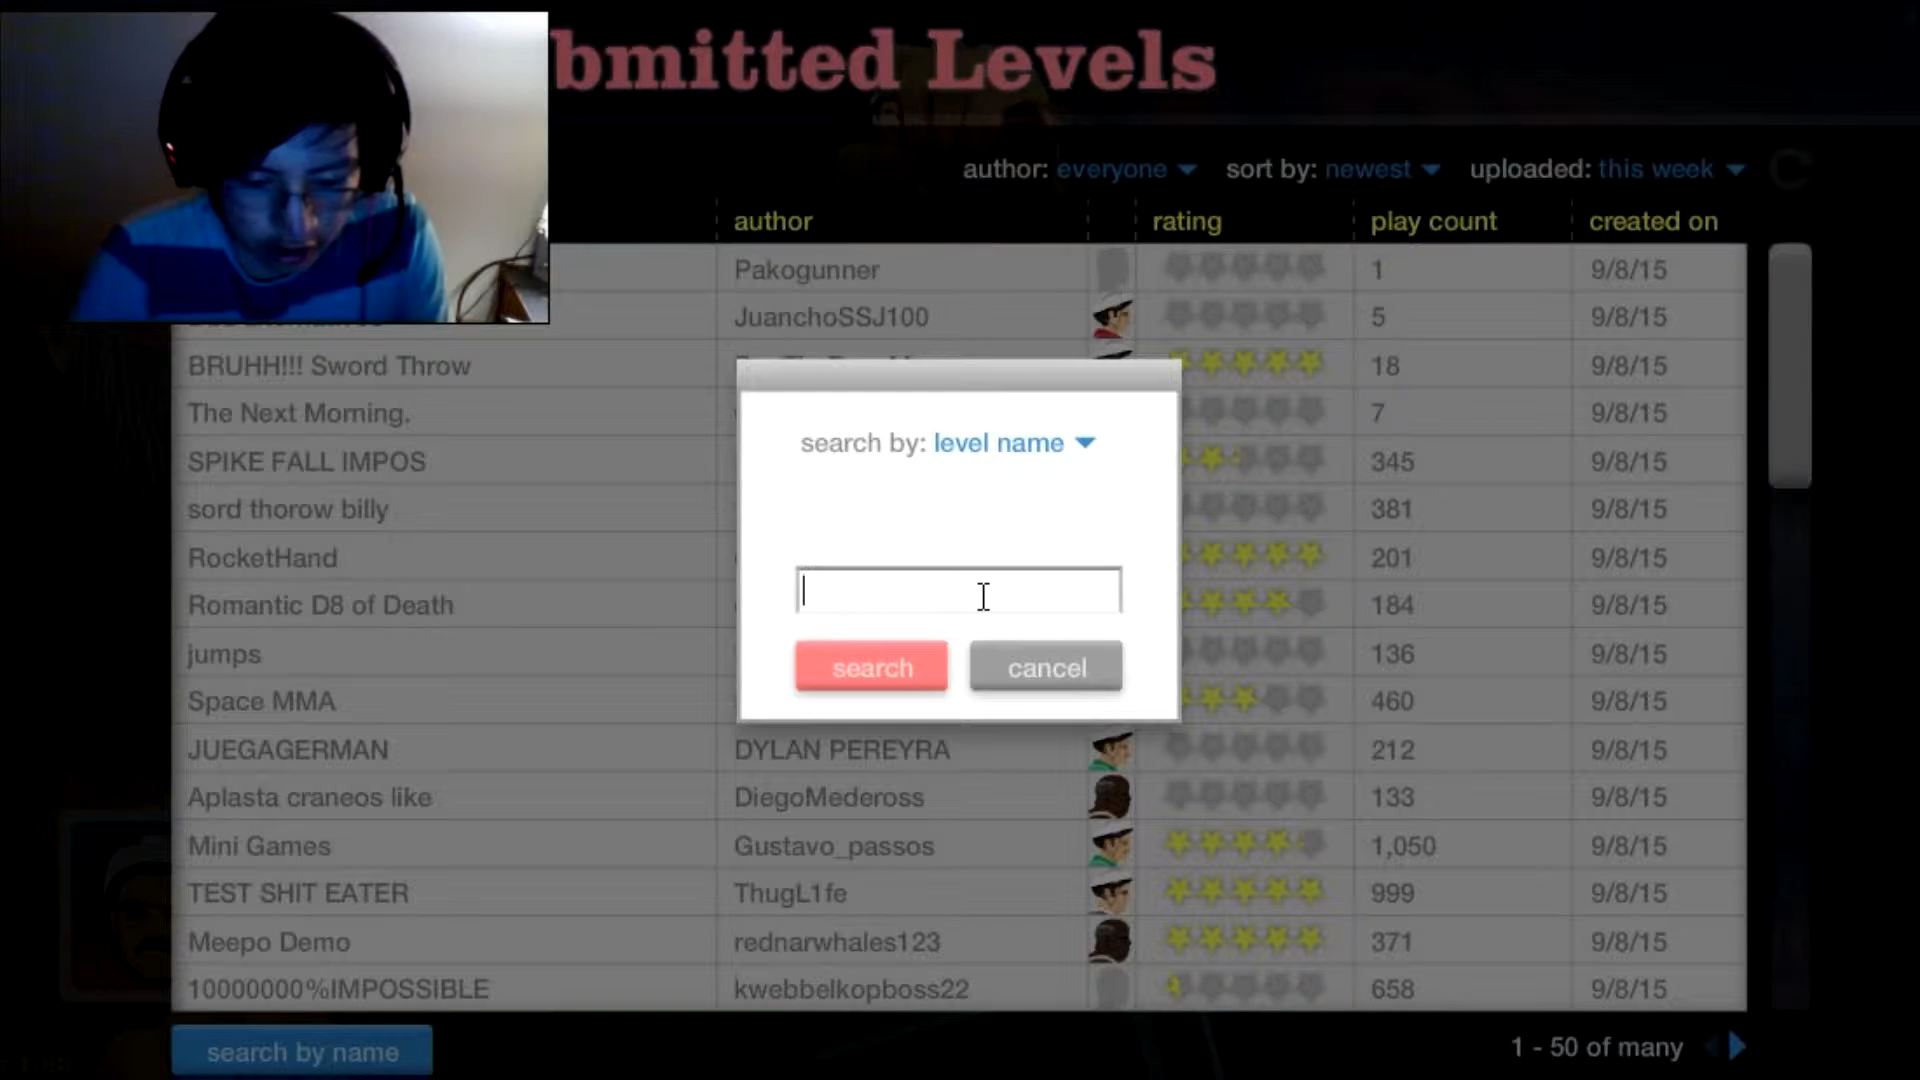 bmitted Levels
author: everyone sort by: newest uploaded: this week
author rating play count created on
Pakogunner 1 9/8/15
JuanchoSSJ100 5 9/8/15
BRUHH!!! Sword Throw 18 9/8/15
The Next Morning. 7 9/8/15
SPIKE FALL IMPOS 345 9/8/15
sord thorow billy 381 9/8/15
RocketHand 201 9/8/15
Romantic D8 of Death 184 9/8/15
jumps 136 9/8/15
Space MMA 460 9/8/15
JUEGAGERMAN DYLAN PEREYRA 212 9/8/15
Aplasta craneos like DiegoMedeross 133 9/8/15
Mini Games Gustavo_passos 1,050 9/8/15
TEST SHIT EATER ThugL1fe 999 9/8/15
Meepo Demo rednarwhales123 371 9/8/15
10000000%IMPOSSIBLE kwebbelkopboss22 658 9/8/15
search by: level name
search cancel
search by name 1 - 50 of many